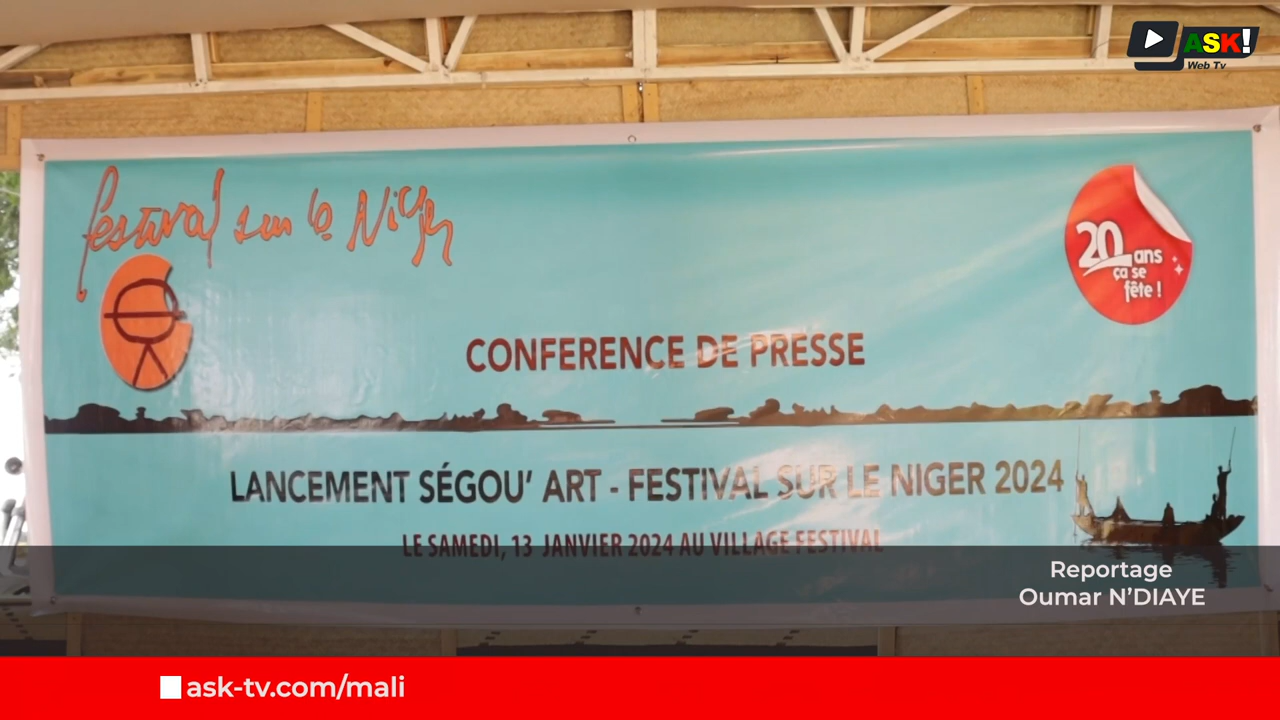 ASK!
Web Tv
festival sur le Niger
20 ans
ça se
fête !
CONFERENCE DE PRESSE
LANCEMENT SÉGOU’ ART - FESTIVAL SUR LE NIGER 2024
LE SAMEDI, 13 JANVIER 2024 AU VILLAGE FESTIVAL
Reportage
Oumar N’DIAYE
ask-tv.com/mali